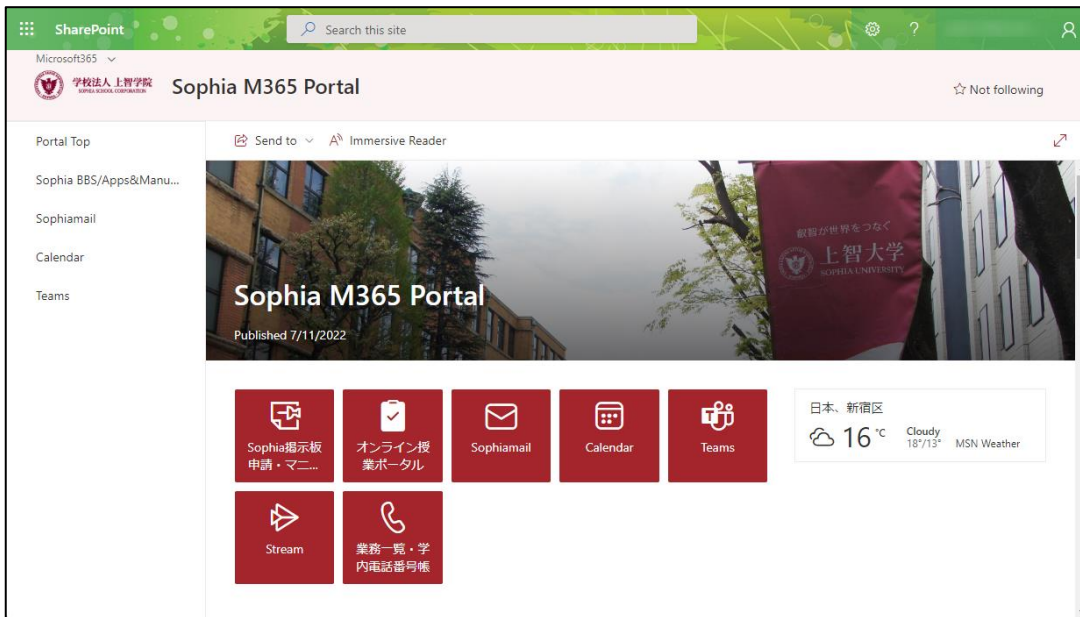 SharePoint
Search this site
?
Microsoft365
学校法人 上智学院
SOPHIA SCHOOL CORPORATION
Sophia M365 Portal
Not following
Portal Top
Send to
Immersive Reader
Sophia BBS/Apps&Manu...
Sophiamail
Calendar
Teams
叡智が世界をつなぐ
上智大学
SOPHIA UNIVERSITY
Sophia M365 Portal
Published 7/11/2022
Sophia掲示板
申請・マニ...
オンライン授
業ポータル
Sophiamail
Calendar
Teams
日本、新宿区
16 °C
Cloudy
18°/13°
MSN Weather
Stream
業務一覧・学
内電話番号帳